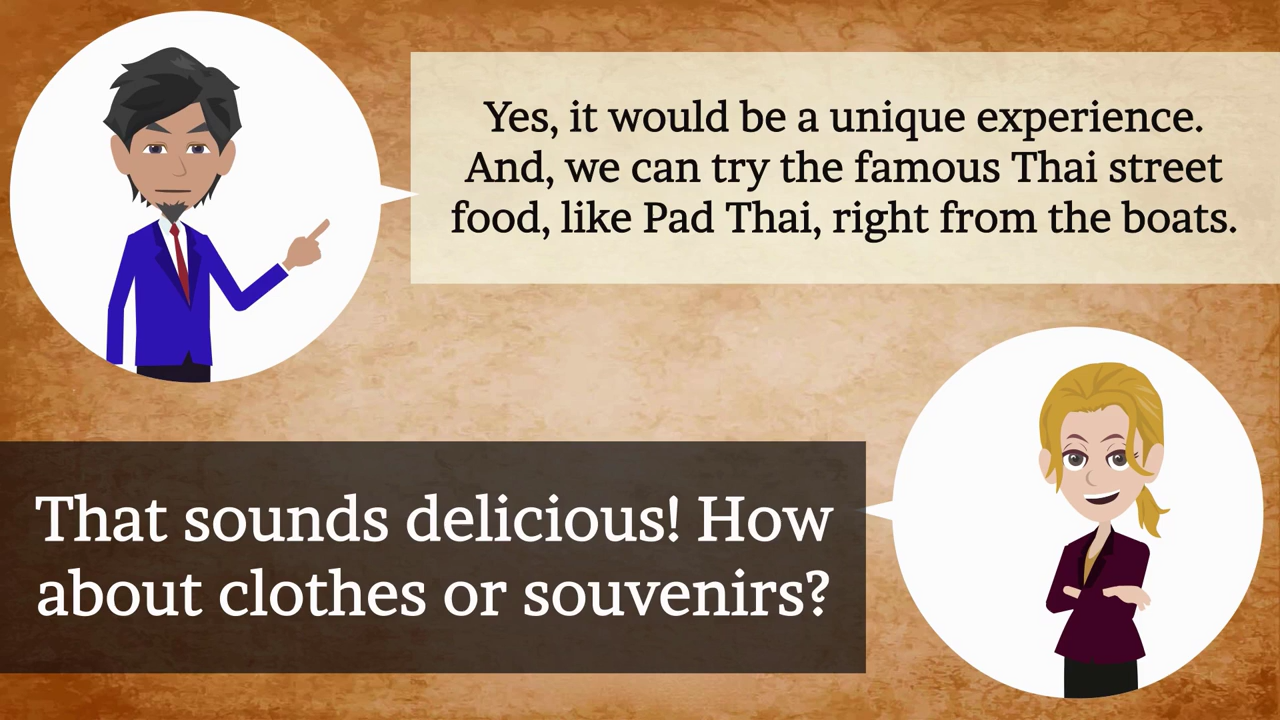 Yes, it would be a unique experience.
And, we can try the famous Thai street
food, like Pad Thai, right from the boats.
That sounds delicious! How
about clothes or souvenirs?